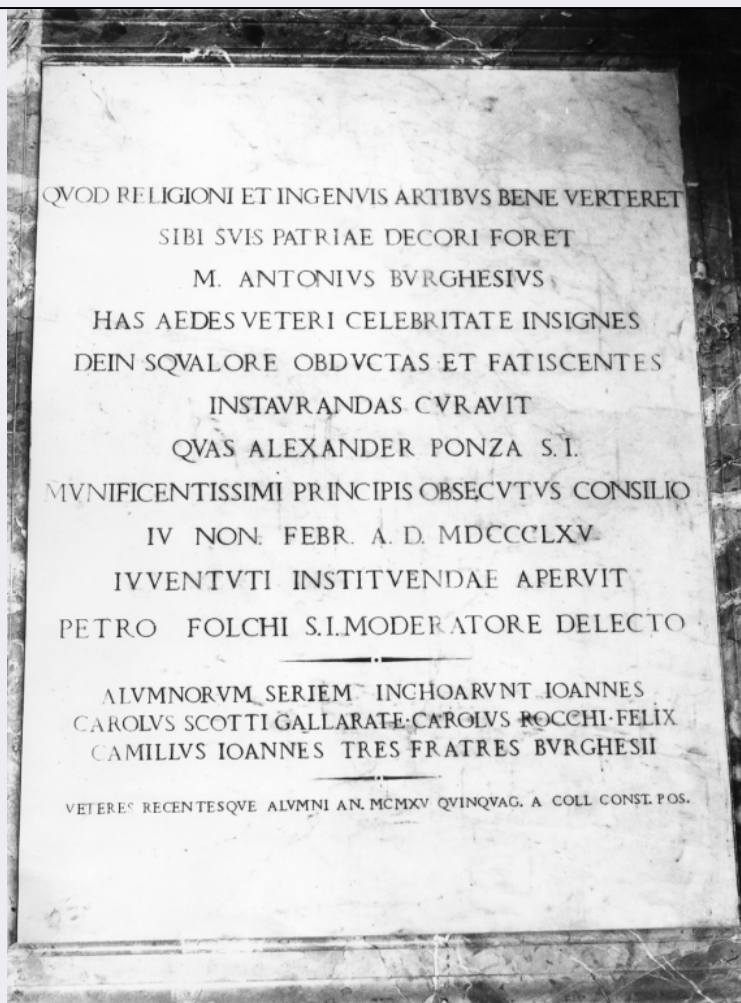 QVOD RELIGIONI ET INGENVIS ARTIBVS BENE VERTERET
SIBI SVIS PATRIAE DECORI FORET
M. ANTONIVS BVRGHESIVS
HAS AEDES VETERI CELEBRITATE INSIGNES
DEIN SQVALORE OBDVCTAS ET FATISCENTES
INSTAVRANDAS CVRAVIT
QVAS ALEXANDER PONZA S.I.
MVNIFICENTISSIMI PRINCIPIS OBSECVTVS CONSILIO
IV NON. FEBR. A. D. MDCCCLXV
IVVENTVTI INSTITVENDAE APERVIT
PETRO FOLCHI S.I. MODERATORE DELECTO
ALVMNORVM SERIEM INCHOARVNT IOANNES
CAROLVS SCOTTI GALLARATE·CAROLVS ROCCHI·FELIX
CAMILLVS IOANNES TRES FRATRES BVRGHESII
VETERES RECENTESQVE ALVMNI AN. MCMXV QVINQVAG. A COLL CONST. POS.